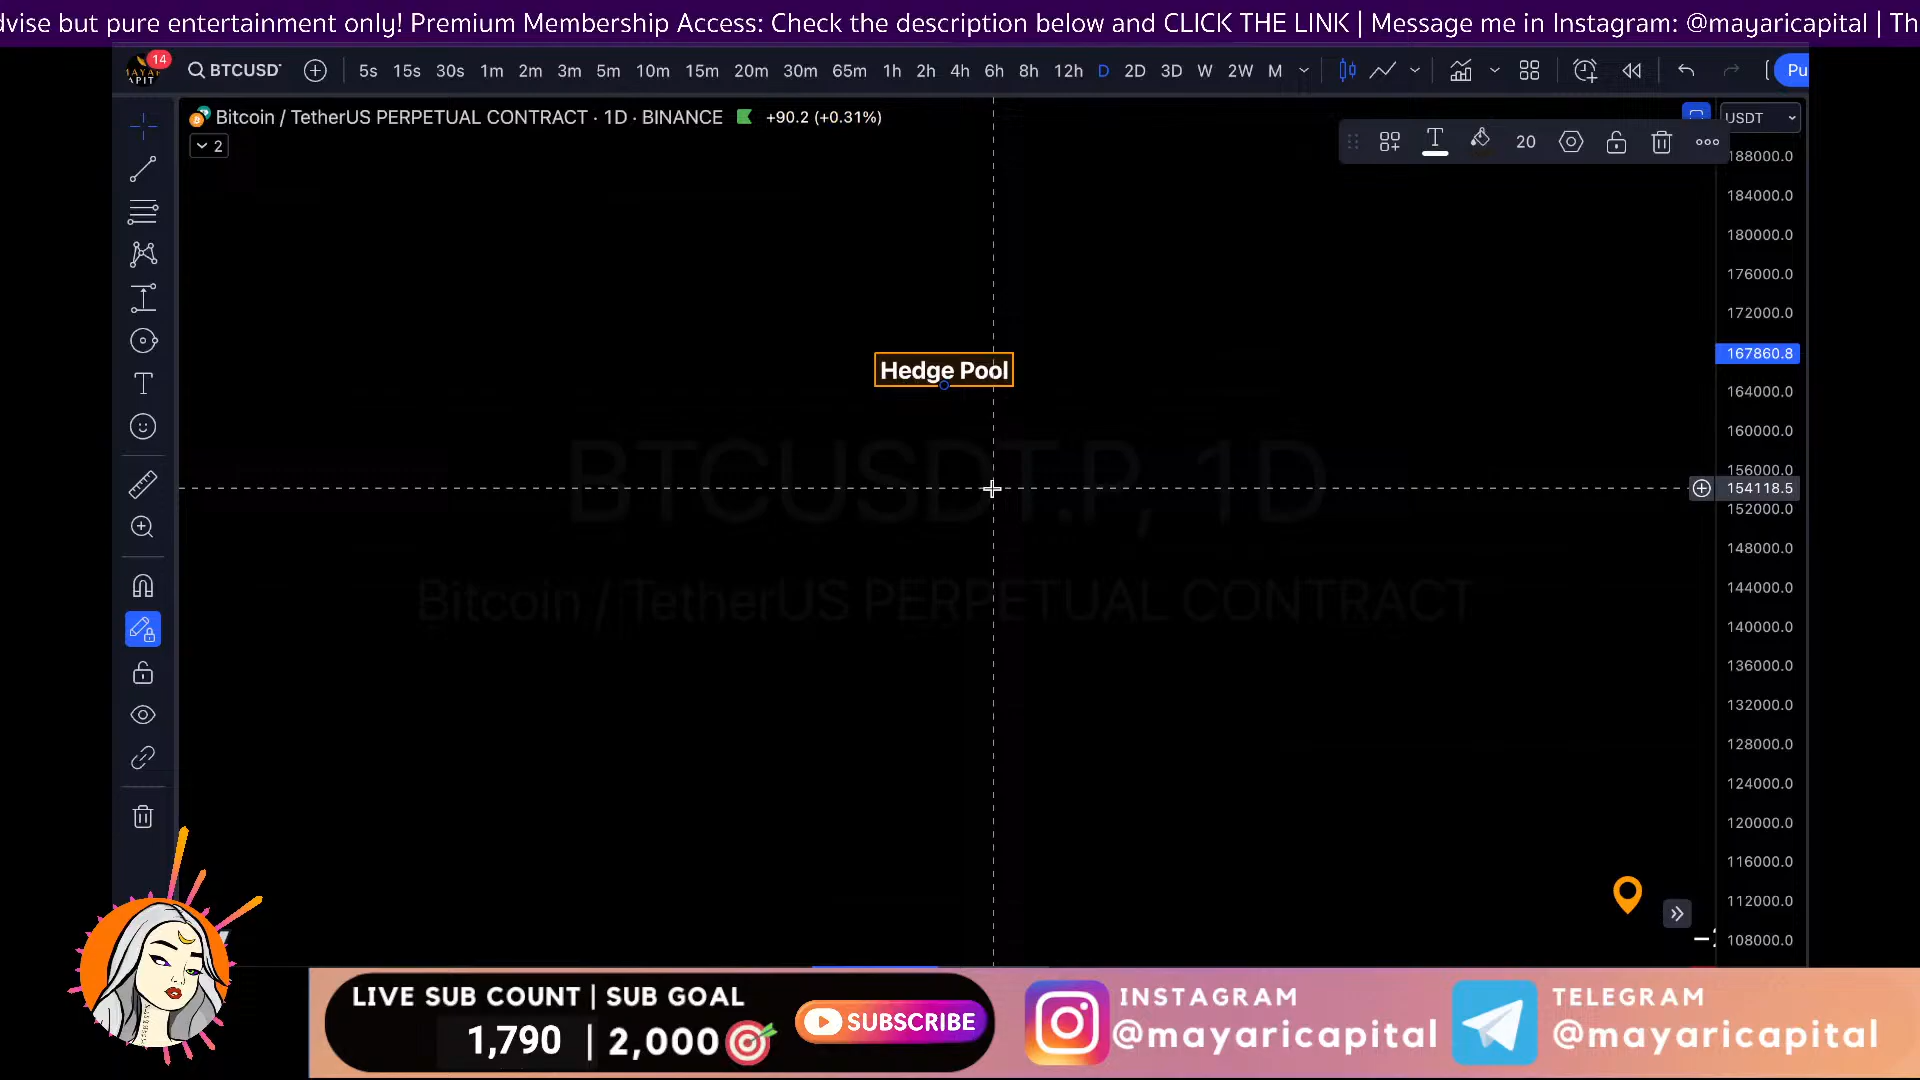 dvise but pure entertainment only! Premium Membership Access: Check the description below and CLICK THE LINK | Message me in Instagram: @mayaricapital | Th
14
BTCUSD
5s 15s 30s 1m 2m 3m 5m 10m 15m 20m 30m 65m 1h 2h 4h 6h 8h 12h D 2D 3D W 2W M
Pu
Bitcoin / TetherUS PERPETUAL CONTRACT · 1D · BINANCE +90.2 (+0.31%)
USDT
2
20
188000.0
184000.0
180000.0
176000.0
172000.0
167860.8
Hedge Pool
164000.0
160000.0
156000.0
BTCUSDT.P, 1D
154118.5
152000.0
148000.0
144000.0
Bitcoin / TetherUS PERPETUAL CONTRACT
140000.0
136000.0
132000.0
128000.0
124000.0
120000.0
116000.0
112000.0
108000.0
LIVE SUB COUNT | SUB GOAL
1,790 | 2,000
SUBSCRIBE
INSTAGRAM
@mayaricapital
TELEGRAM
@mayaricapital